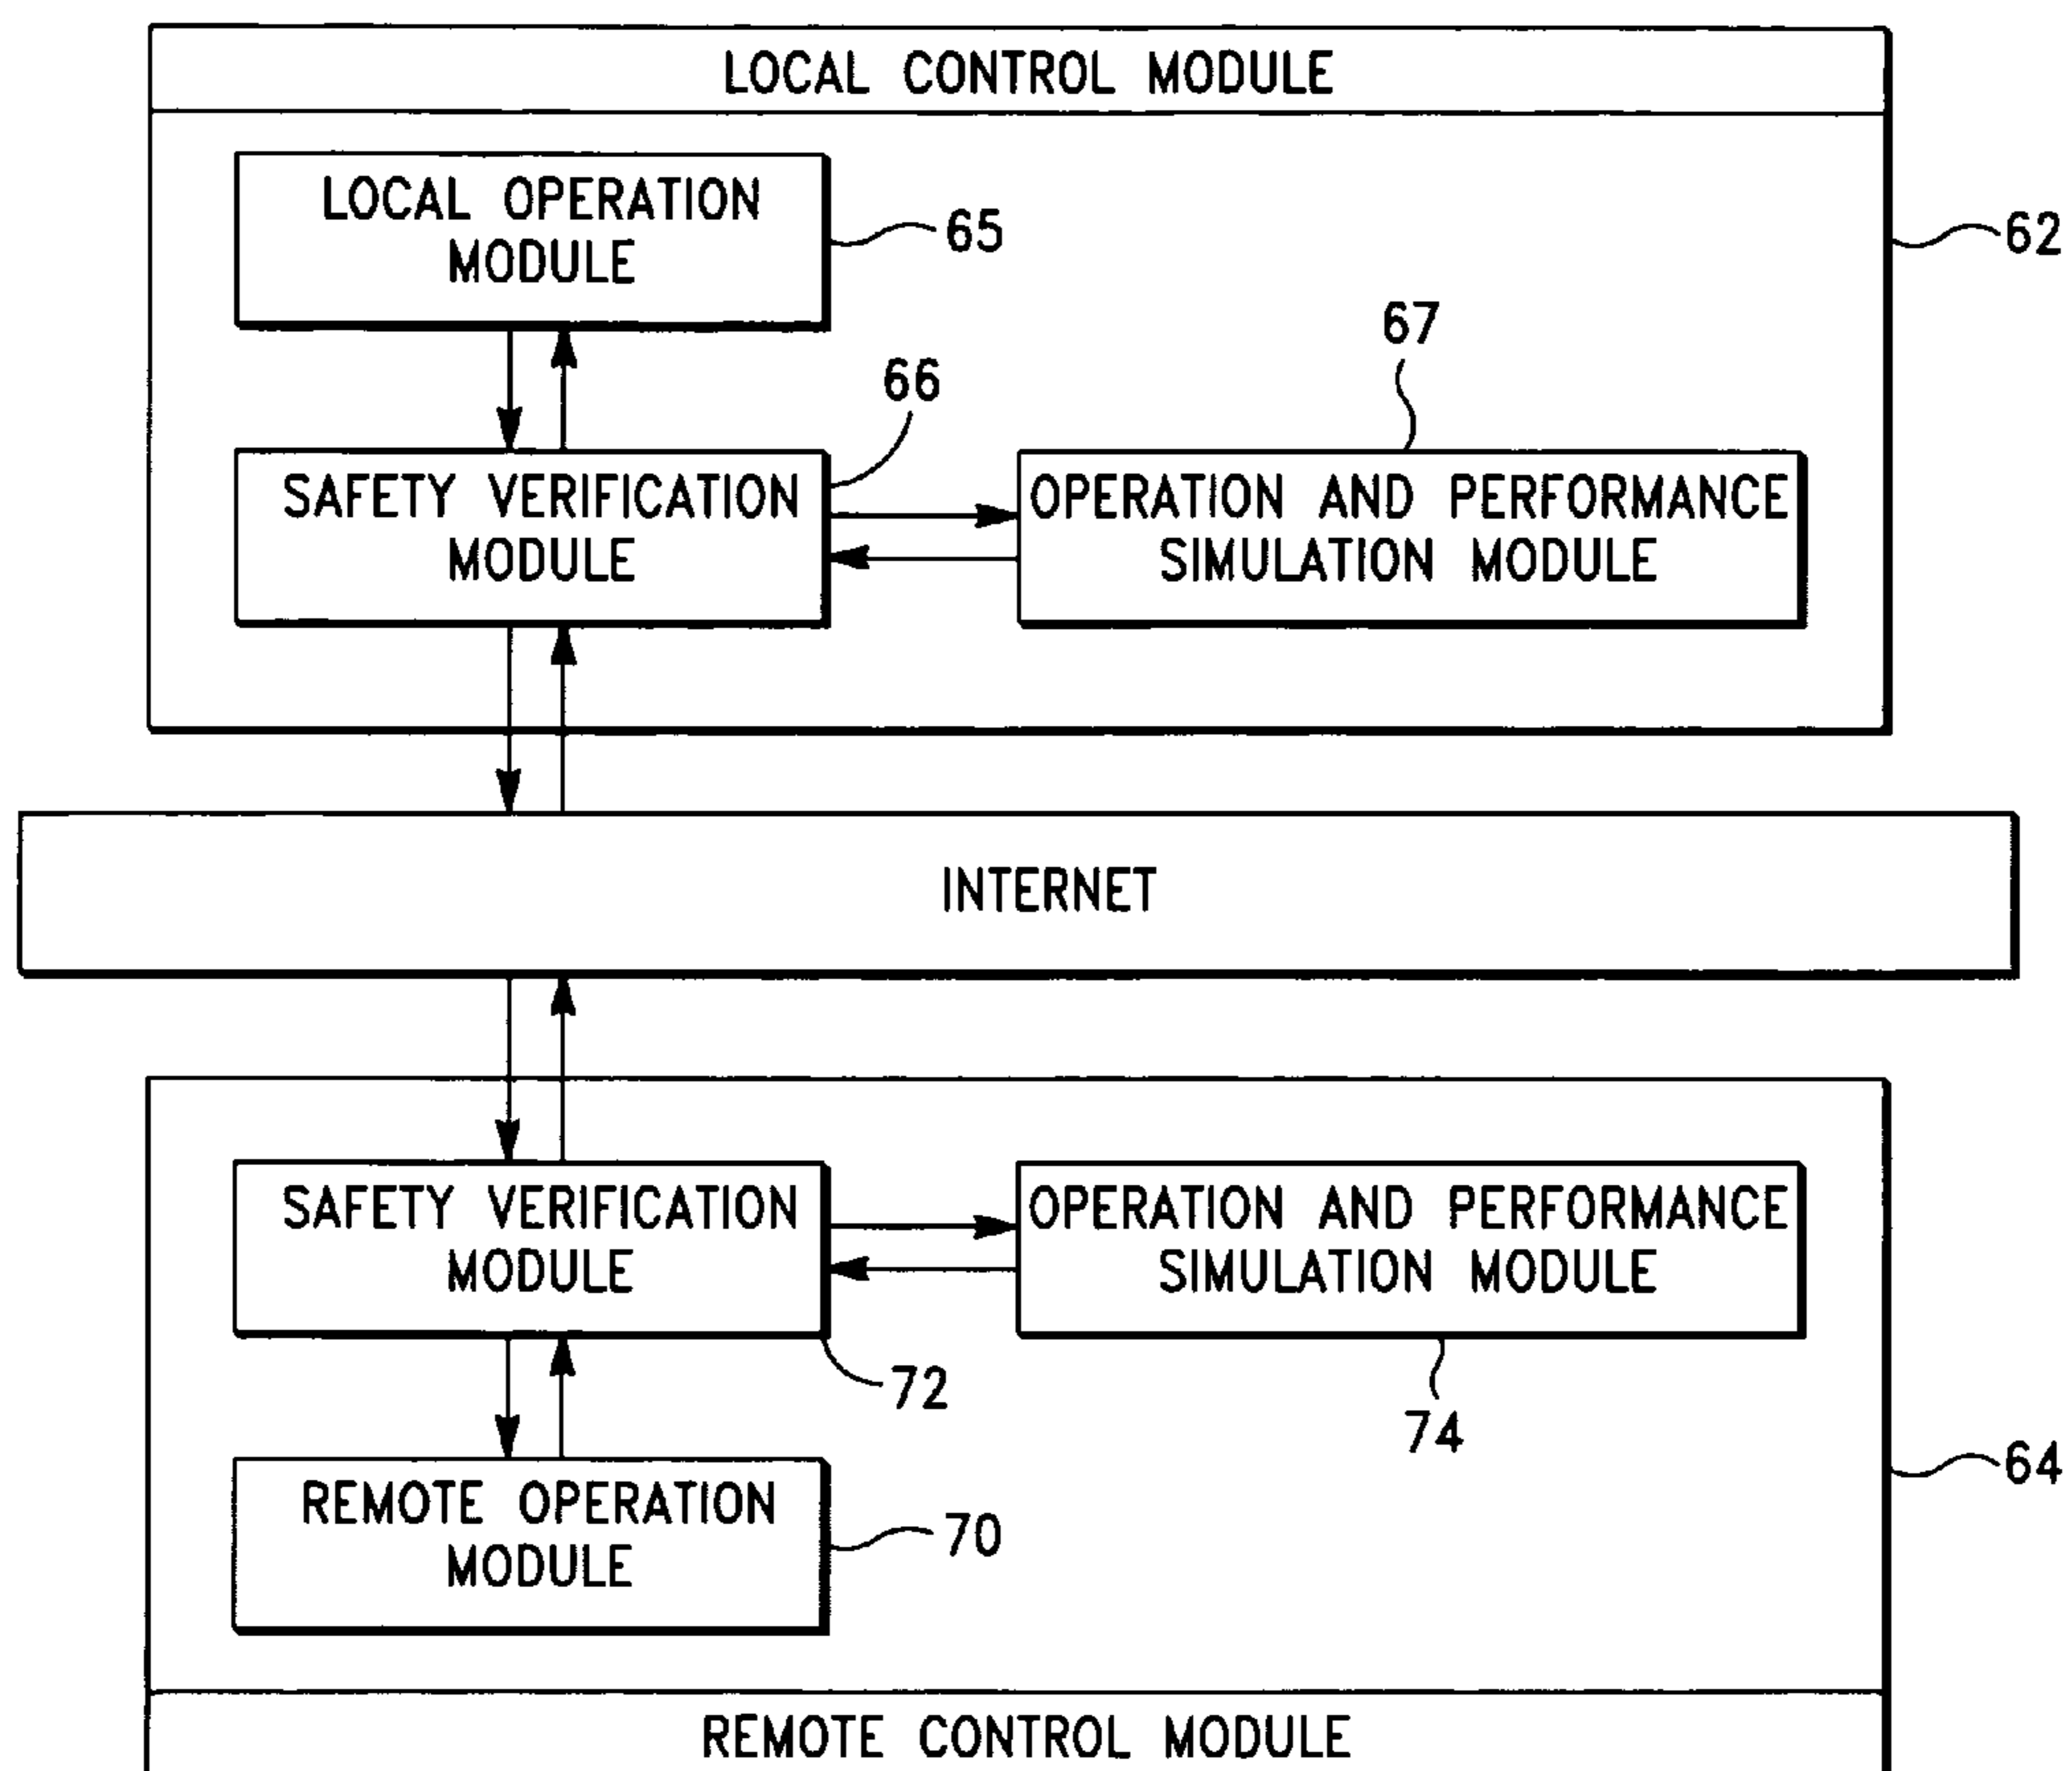 LOCAL CONTROL MODULE
LOCAL OPERATION
MODULE
65
62
67
66
SAFETY VERIFICATION
MODULE
OPERATION AND PERFORMANCE
SIMULATION MODULE
INTERNET
SAFETY VERIFICATION
MODULE
OPERATION AND PERFORMANCE
SIMULATION MODULE
72
74
64
REMOTE OPERATION
MODULE
70
REMOTE CONTROL MODULE